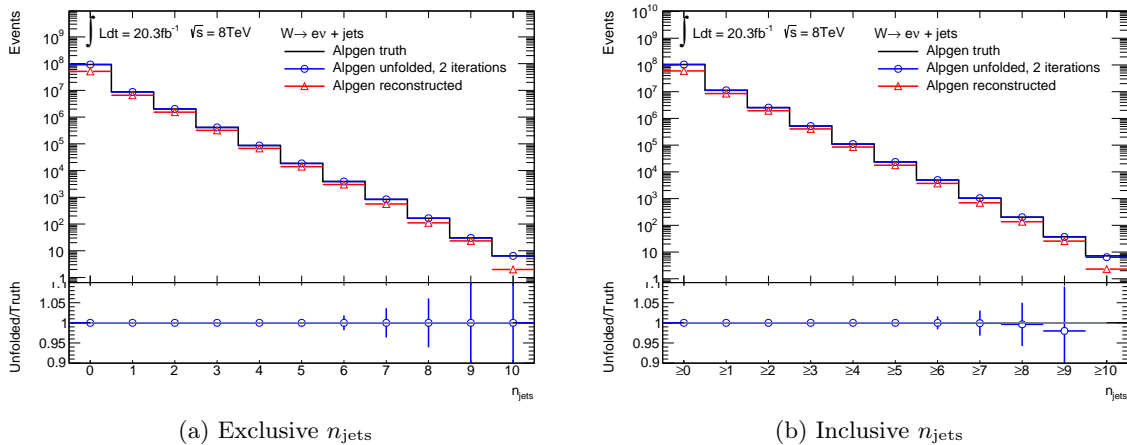 Events
10⁹
10⁸
10⁷
10⁶
10⁵
10⁴
10³
10²
10
1
∫ Ldt = 20.3fb⁻¹ √s = 8TeV
W→ eν + jets
Alpgen truth
Alpgen unfolded, 2 iterations
Alpgen reconstructed
Unfolded/Truth
1.1
1.05
1
0.95
0.9
0 1 2 3 4 5 6 7 8 9 10
n_jets
(a) Exclusive n_jets
Events
10¹⁰
10⁹
10⁸
10⁷
10⁶
10⁵
10⁴
10³
10²
10
1
∫ Ldt = 20.3fb⁻¹ √s = 8TeV
W→ eν + jets
Alpgen truth
Alpgen unfolded, 2 iterations
Alpgen reconstructed
Unfolded/Truth
1.1
1.05
1
0.95
0.9
≥0 ≥1 ≥2 ≥3 ≥4 ≥5 ≥6 ≥7 ≥8 ≥9 ≥10
n_jets
(b) Inclusive n_jets